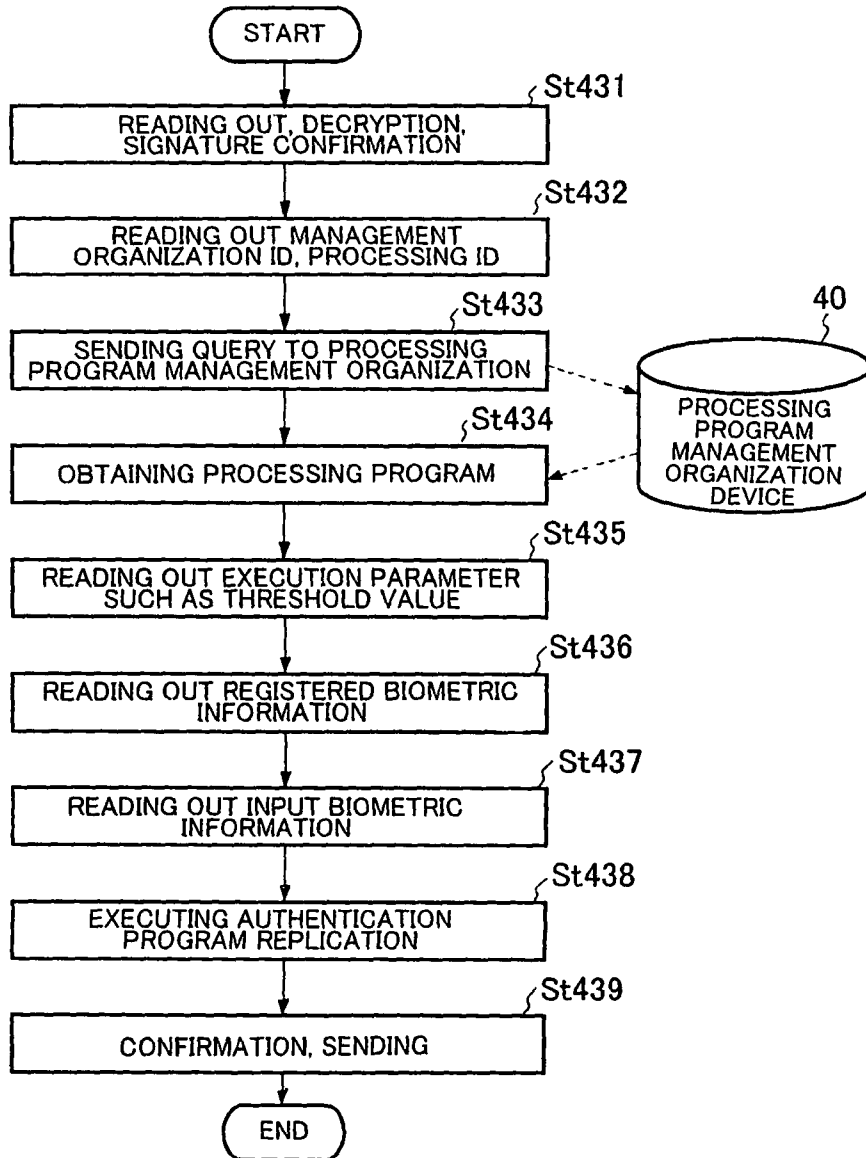 START
St431
READING OUT, DECRYPTION,
SIGNATURE CONFIRMATION
St432
READING OUT MANAGEMENT
ORGANIZATION ID, PROCESSING ID
St433
SENDING QUERY TO PROCESSING
PROGRAM MANAGEMENT ORGANIZATION
40
PROCESSING
PROGRAM
MANAGEMENT
ORGANIZATION
DEVICE
St434
OBTAINING PROCESSING PROGRAM
St435
READING OUT EXECUTION PARAMETER
SUCH AS THRESHOLD VALUE
St436
READING OUT REGISTERED BIOMETRIC
INFORMATION
St437
READING OUT INPUT BIOMETRIC
INFORMATION
St438
EXECUTING AUTHENTICATION
PROGRAM REPLICATION
St439
CONFIRMATION, SENDING
END